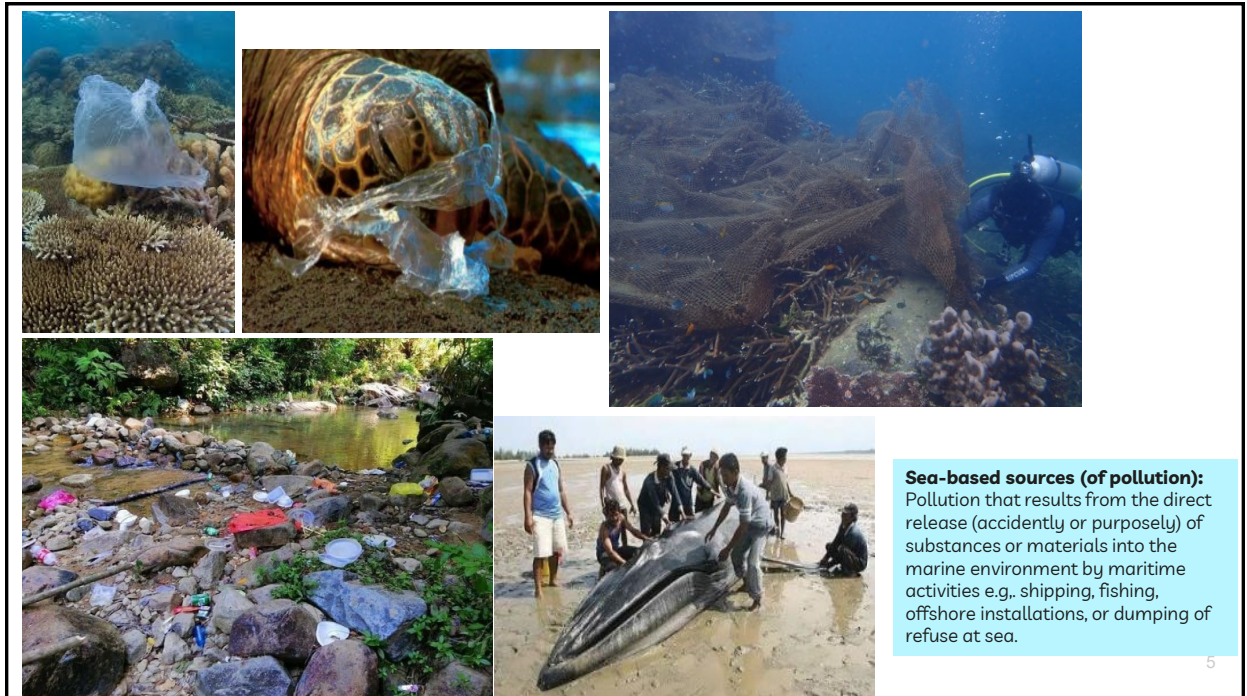 Sea-based sources (of pollution):
Pollution that results from the direct
release (accidently or purposely) of
substances or materials into the
marine environment by maritime
activities e.g,. shipping, fishing,
offshore installations, or dumping of
refuse at sea.
5
RIPCURL